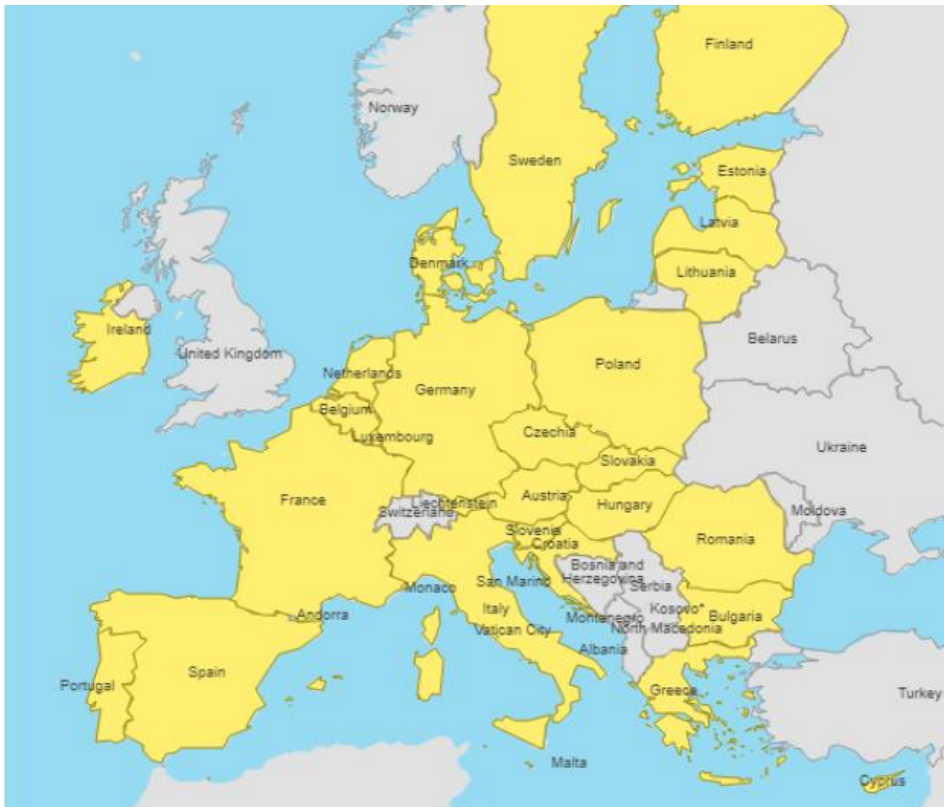 Finland
Norway
Sweden
Estonia
Latvia
Denmark
Lithuania
Ireland
Belarus
United Kingdom
Netherlands
Poland
Germany
Belgium
Czechia
Luxembourg
Ukraine
Slovakia
France
Austria
Liechtenstein
Hungary
Switzerland
Moldova
Slovenia
Romania
Croatia
Bosnia and
Herzegovina
San Marino
Serbia
Monaco
Italy
Kosovo*
Andorra
Montenegro
Bulgaria
Vatican City
North Macedonia
Albania
Spain
Portugal
Greece
Turkey
Malta
Cyprus